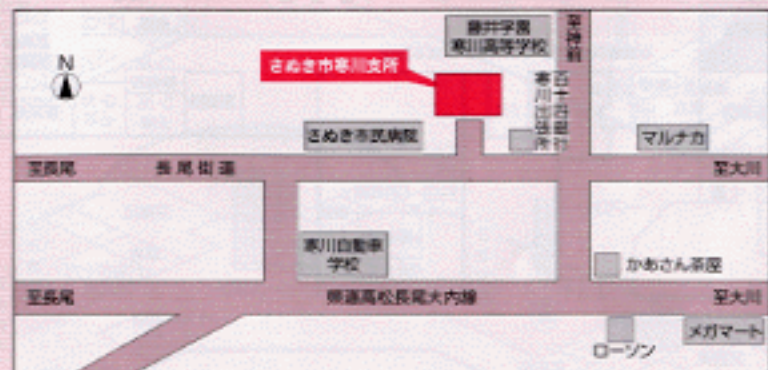 藤井学園
寒川高等学校
至神前
N
さぬき市寒川支所
百十四銀行
寒川出張所
さぬき市民病院
マルナカ
至長尾
長尾街道
至大川
寒川自動車
学校
かあさん茶屋
至長尾
県道高松長尾大内線
至大川
ローソン
メガマート